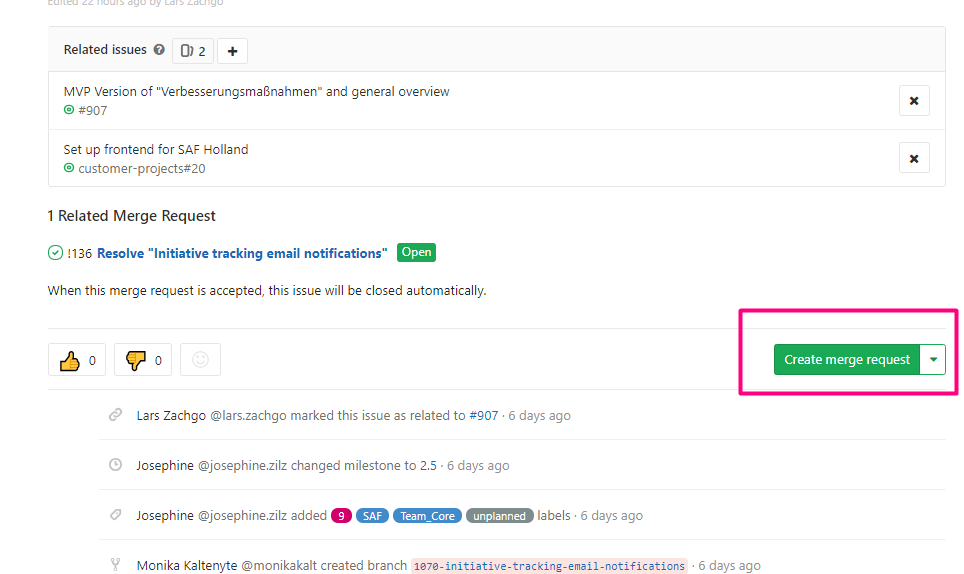 Edited 22 hours ago by Lars Zachgo
Related issues ? 2 +
MVP Version of "Verbesserungsmaßnahmen" and general overview
#907
Set up frontend for SAF Holland
customer-projects#20
1 Related Merge Request
!136 Resolve "Initiative tracking email notifications" Open
When this merge request is accepted, this issue will be closed automatically.
0 0 Create merge request
Lars Zachgo @lars.zachgo marked this issue as related to #907 · 6 days ago
Josephine @josephine.zilz changed milestone to 2.5 · 6 days ago
Josephine @josephine.zilz added 9 SAF Team_Core unplanned labels · 6 days ago
Monika Kaltenyte @monikakalt created branch 1070-initiative-tracking-email-notifications · 6 days ago